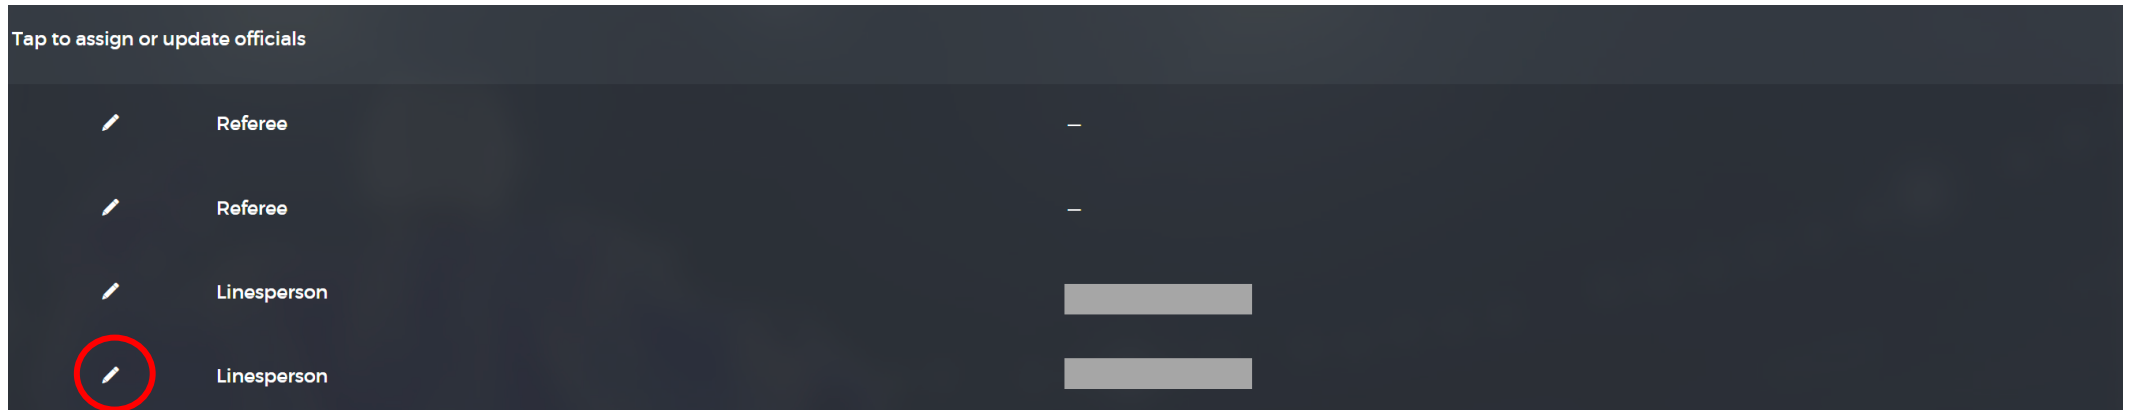 Tap to assign or update officials
Referee –
Referee –
Linesperson
Linesperson